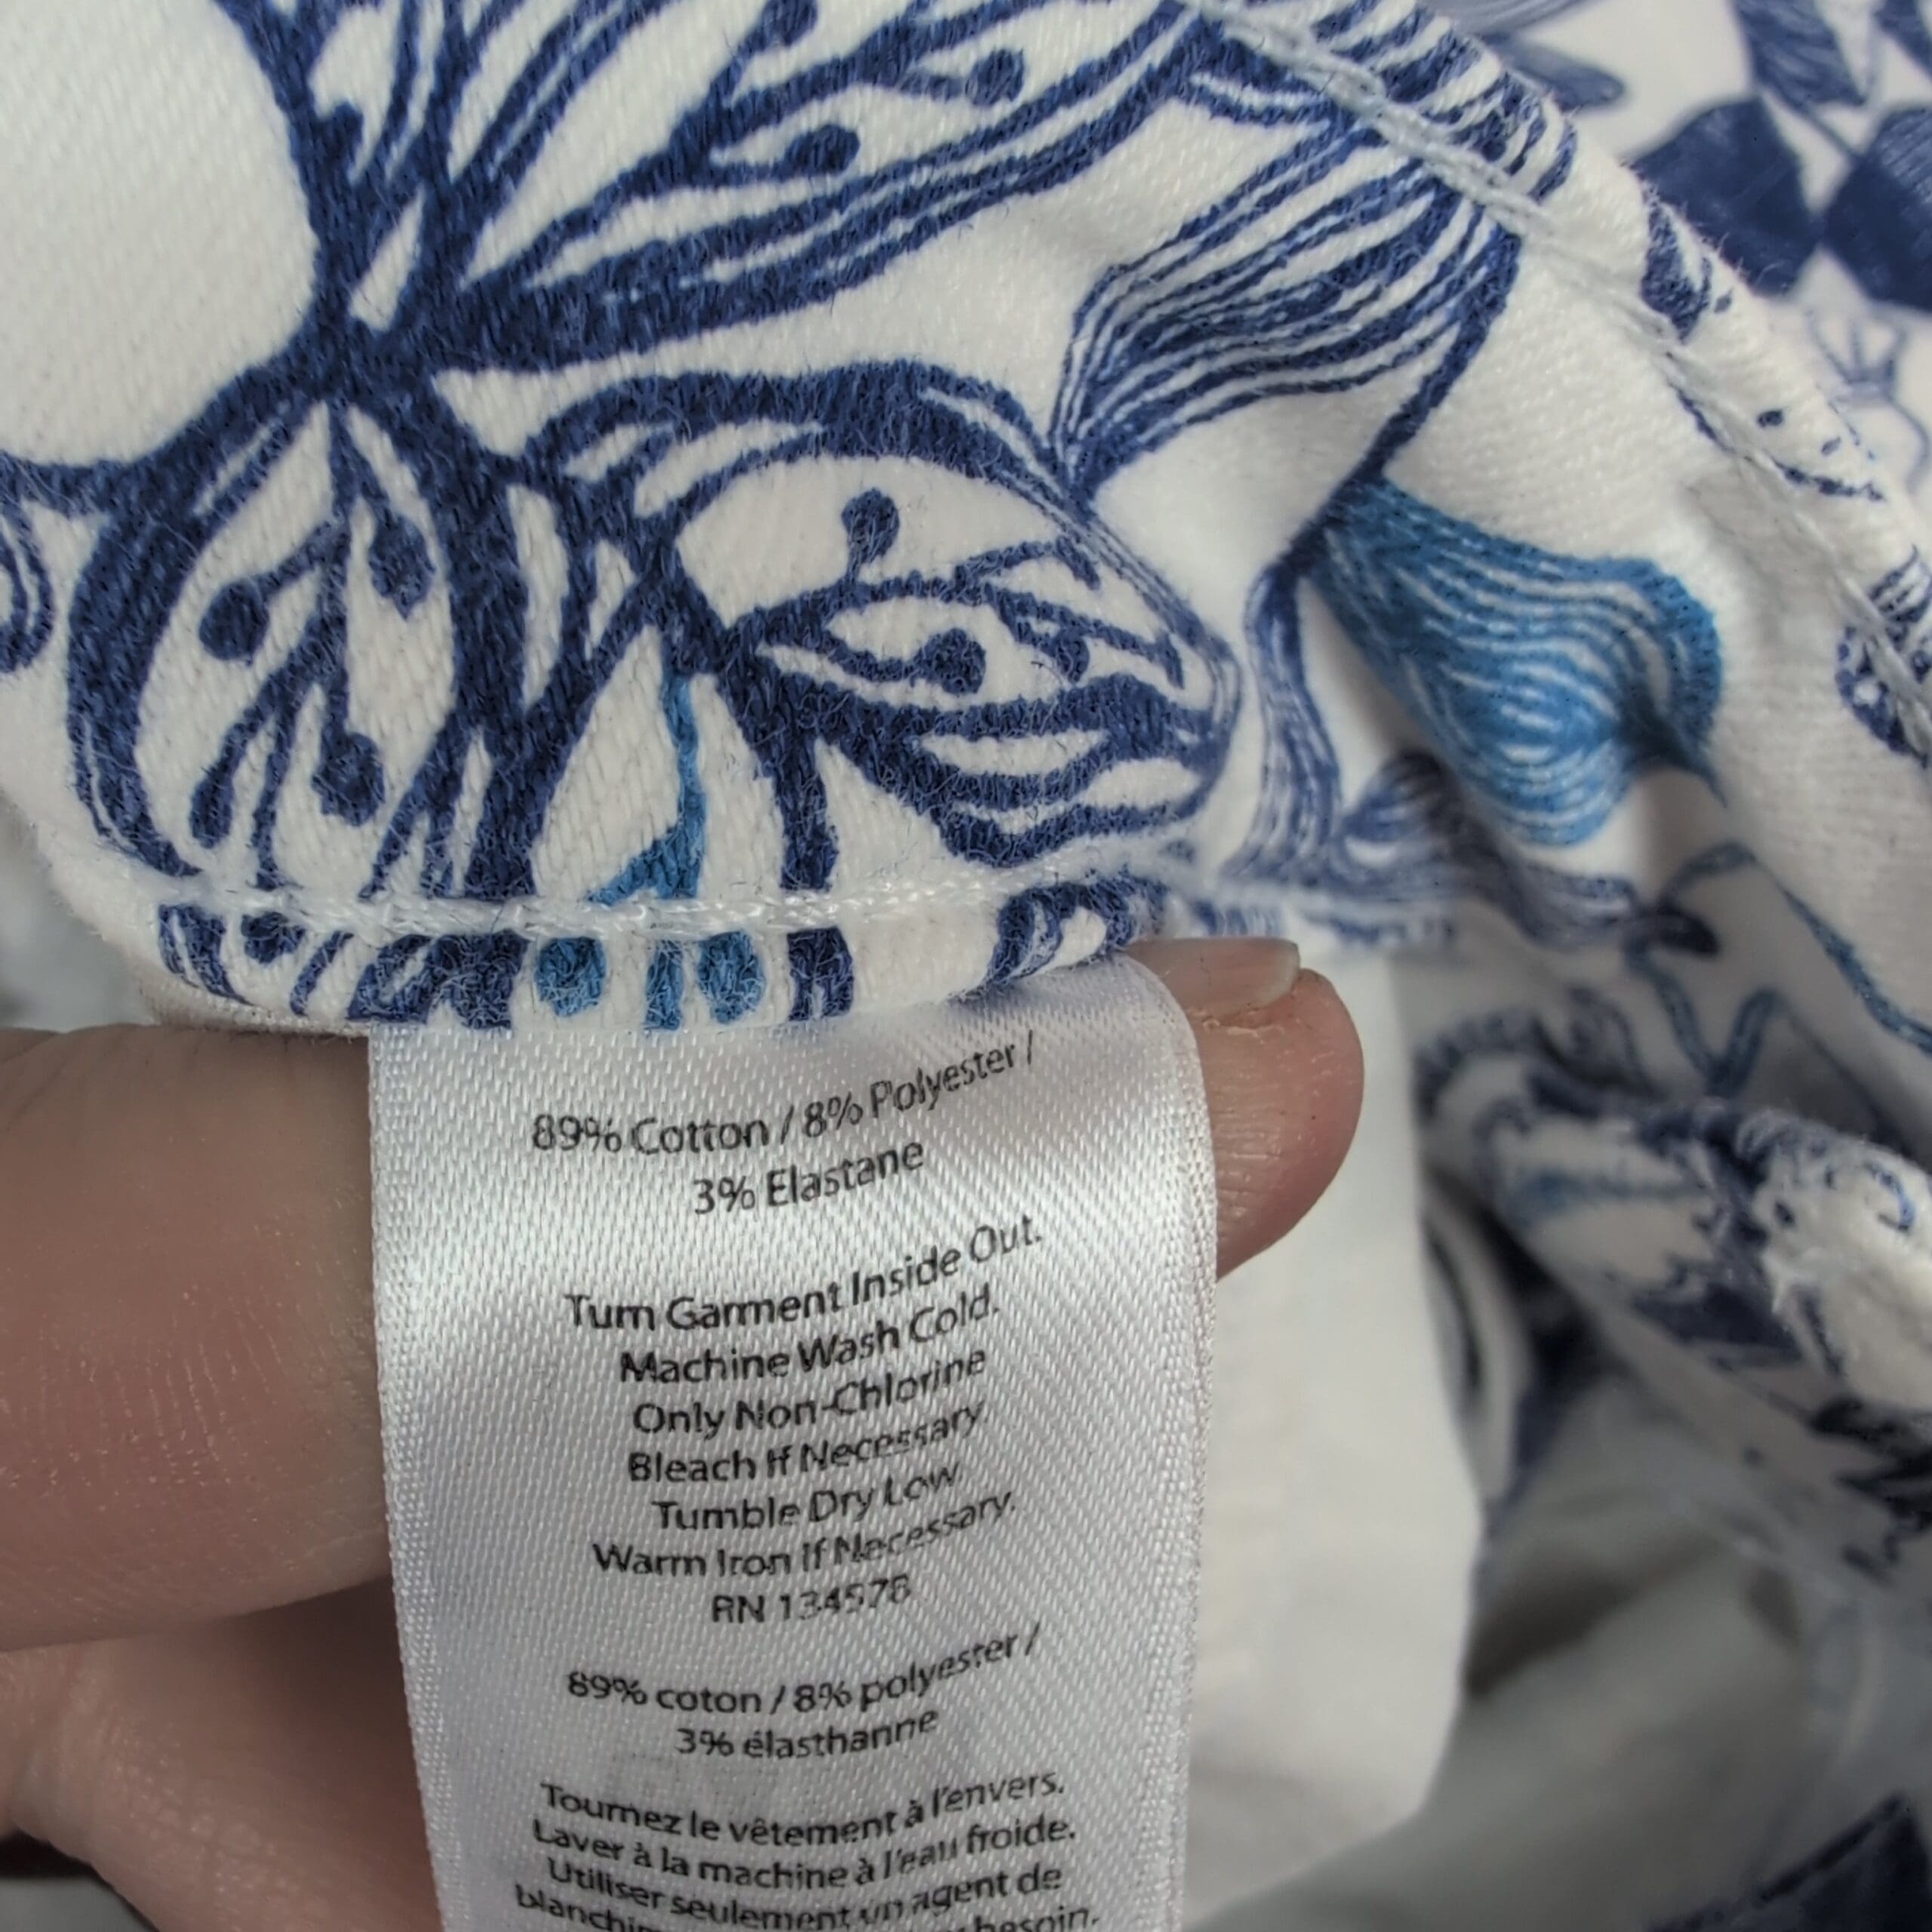 89% Cotton / 8% Polyester /
3% Elastane
Turn Garment Inside Out.
Machine Wash Cold.
Only Non-Chlorine
Bleach If Necessary.
Tumble Dry Low
Warm Iron If Necessary.
RN 134578
89% coton / 8% polyester /
3% élasthanne
Tournez le vêtement à l'envers.
Laver à la machine à l'eau froide.
Utiliser seulement un agent de
besoin.